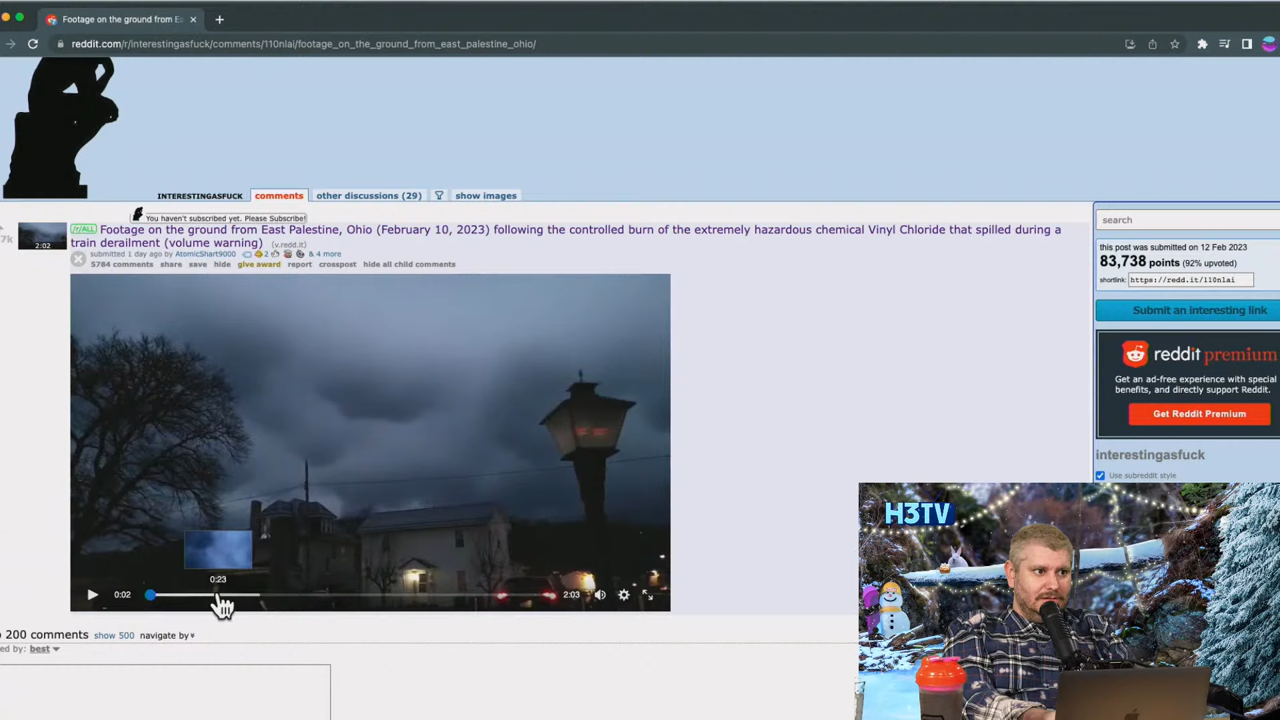 Footage on the ground from Ea
reddit.com/r/interestingasfuck/comments/110nlai/footage_on_the_ground_from_east_palestine_ohio/
INTERESTINGASFUCK comments other discussions (29) show images
You haven't subscribed yet. Please Subscribe!
7k
2:02
/r/ALL Footage on the ground from East Palestine, Ohio (February 10, 2023) following the controlled burn of the extremely hazardous chemical Vinyl Chloride that spilled during a
train derailment (volume warning) (v.redd.it)
submitted 1 day ago by AtomicShart9000 2 & 4 more
5784 comments share save hide give award report crosspost hide all child comments
0:23
0:02 2:03
200 comments show 500 navigate by
ed by: best
search
this post was submitted on 12 Feb 2023
83,738 points (92% upvoted)
shortlink: https://redd.it/110nlai
Submit an interesting link
reddit premium
Get an ad-free experience with special
benefits, and directly support Reddit.
Get Reddit Premium
interestingasfuck
Use subreddit style
H3TV